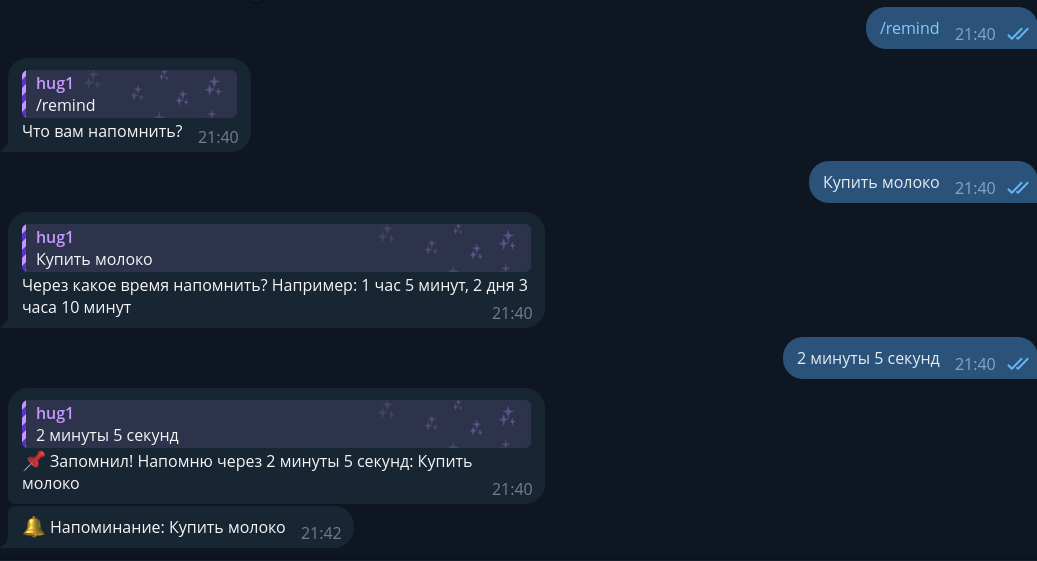 /remind 21:40
hug1
/remind
Что вам напомнить? 21:40
Купить молоко 21:40
hug1
Купить молоко
Через какое время напомнить? Например: 1 час 5 минут, 2 дня 3
часа 10 минут 21:40
2 минуты 5 секунд 21:40
hug1
2 минуты 5 секунд
📌 Запомнил! Напомню через 2 минуты 5 секунд: Купить
молоко 21:40
🔔 Напоминание: Купить молоко 21:42